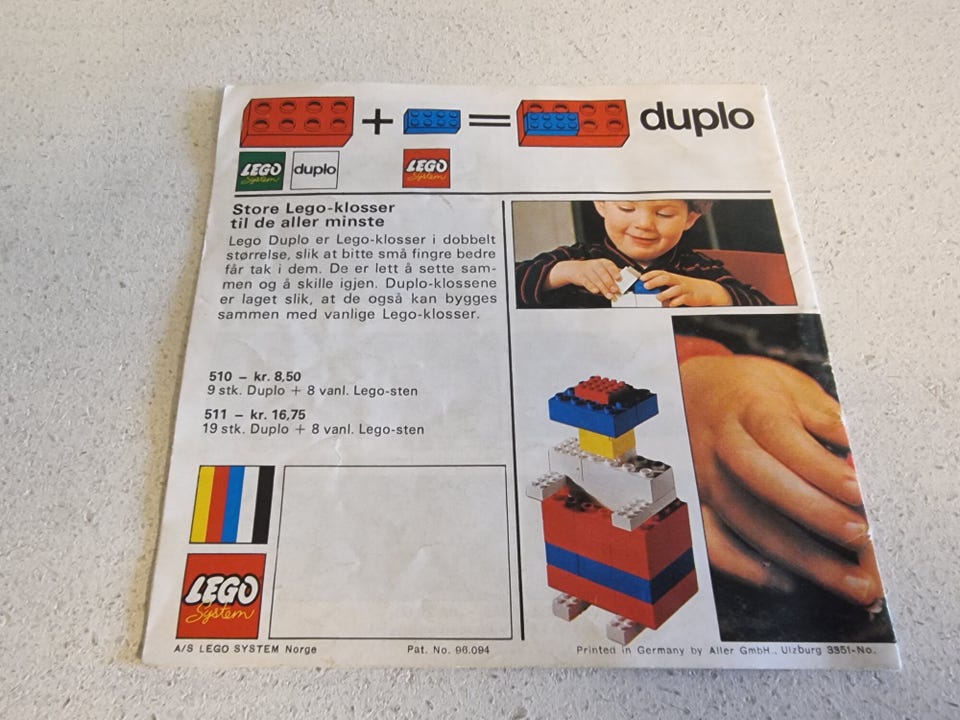 + = duplo
LEGO
System
duplo
LEGO
System
Store Lego-klosser
til de aller minste
Lego Duplo er Lego-klosser i dobbelt
størrelse, slik at bitte små fingre bedre
får tak i dem. De er lett å sette sam-
men og å skille igjen. Duplo-klossene
er laget slik, at de også kan bygges
sammen med vanlige Lego-klosser.
510 – kr. 8,50
9 stk. Duplo + 8 vanl. Lego-sten
511 – kr. 16,75
19 stk. Duplo + 8 vanl. Lego-sten
LEGO
System
A/S LEGO SYSTEM Norge
Pat. No. 96.094
Printed in Germany by Aller GmbH., Ulzburg 3351-No.